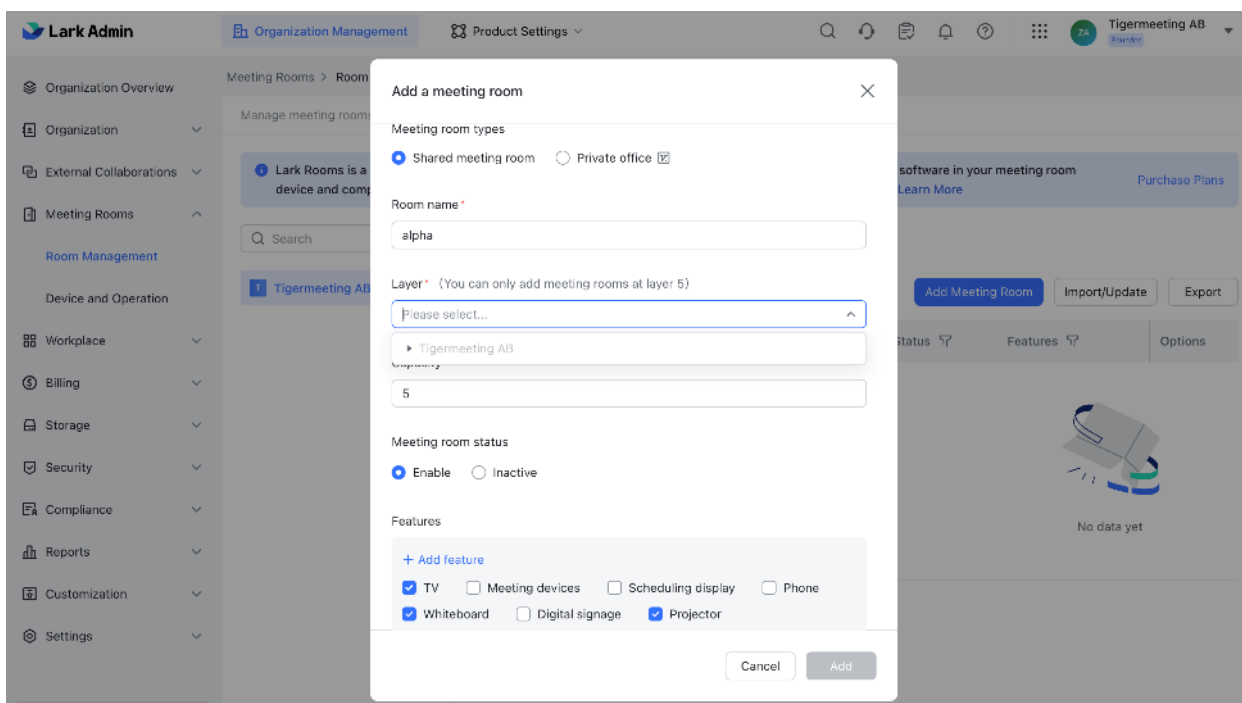 Lark Admin
Organization Management
Product Settings
ZA
Tigermeeting AB
Founder
Organization Overview
Organization
External Collaborations
Meeting Rooms
Room Management
Device and Operation
Workplace
Billing
Storage
Security
Compliance
Reports
Customization
Settings
Meeting Rooms > Room
Manage meeting rooms
Lark Rooms is a
device and comp
software in your meeting room
Learn More
Purchase Plans
Search
T Tigermeeting AB
Add Meeting Room
Import/Update
Export
Status
Features
Options
No data yet
Add a meeting room
Meeting room types
Shared meeting room
Private office
Room name *
alpha
Layer * (You can only add meeting rooms at layer 5)
Please select...
Tigermeeting AB
Capacity
5
Meeting room status
Enable
Inactive
Features
+ Add feature
TV
Meeting devices
Scheduling display
Phone
Whiteboard
Digital signage
Projector
Cancel
Add